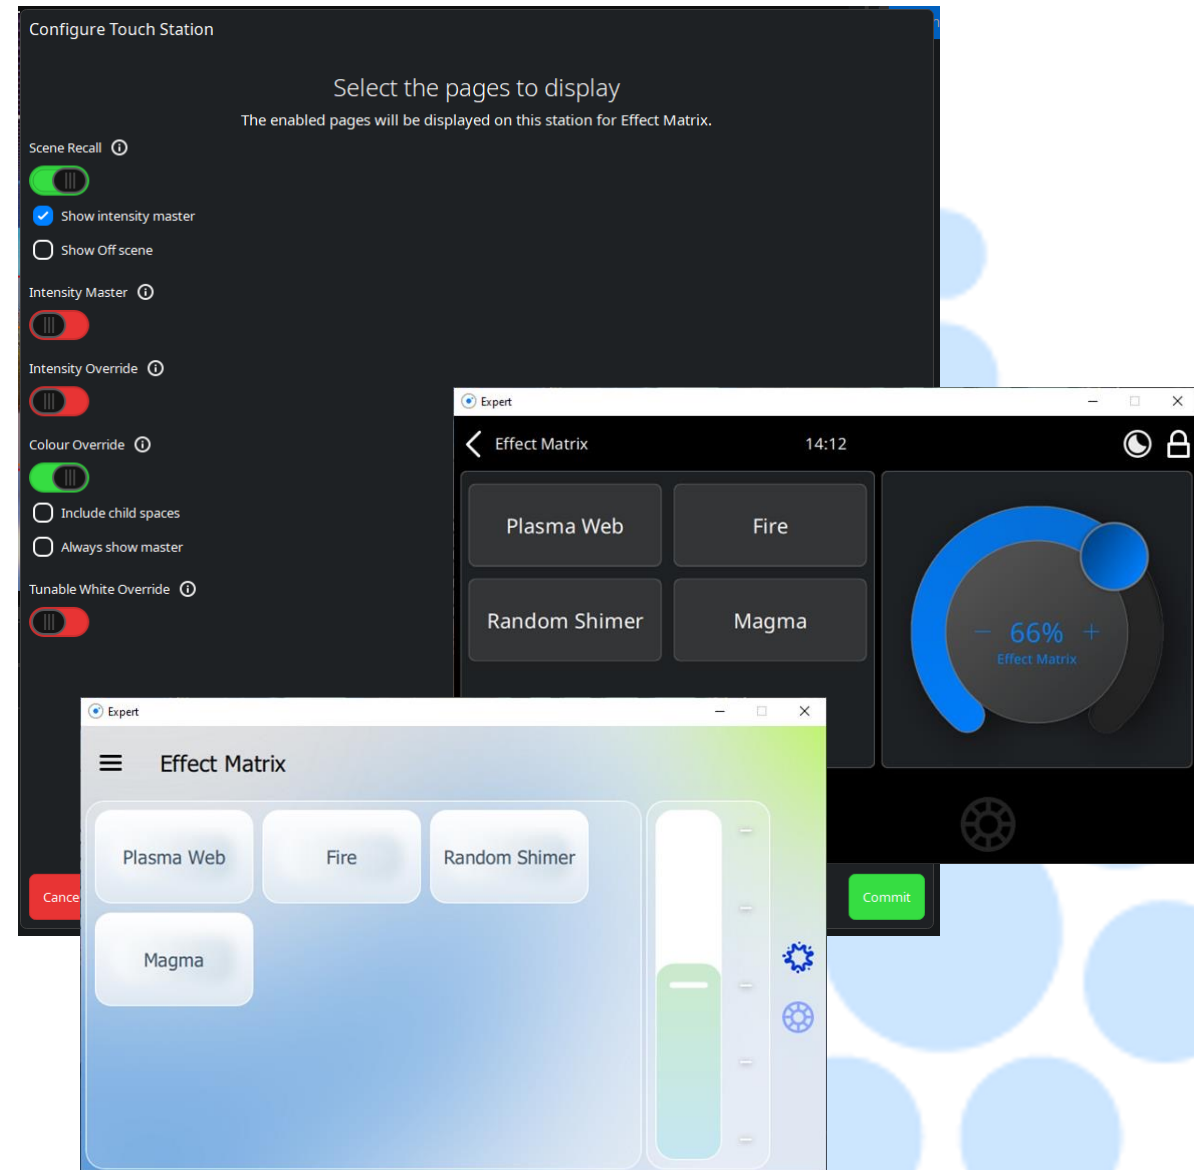 Configure Touch Station
Select the pages to display
The enabled pages will be displayed on this station for Effect Matrix.
Scene Recall
Show intensity master
Show Off scene
Intensity Master
Intensity Override
Colour Override
Include child spaces
Always show master
Tunable White Override
Cance
Commit
Expert
Effect Matrix
14:12
Plasma Web
Fire
Random Shimer
Magma
− 66% +
Effect Matrix
Expert
Effect Matrix
Plasma Web
Fire
Random Shimer
Magma